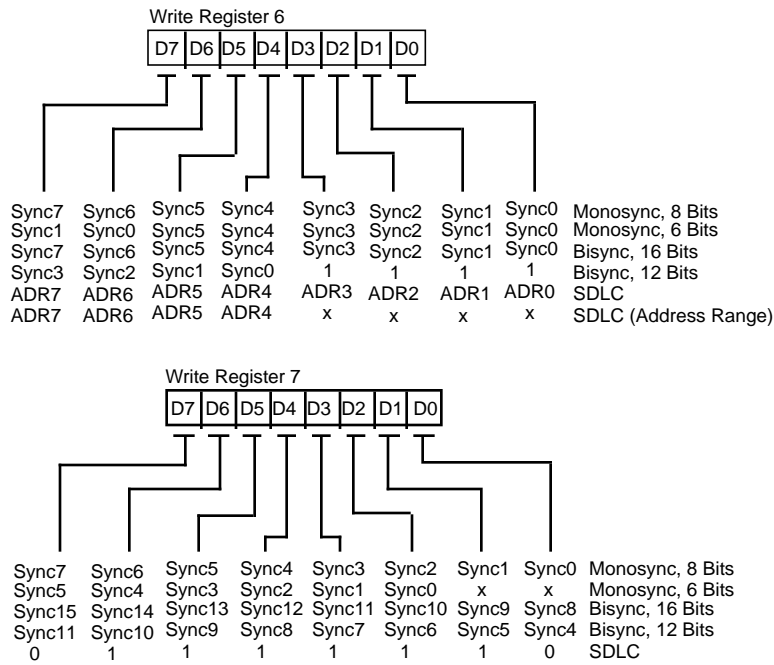 Write Register 6
D7 D6 D5 D4 D3 D2 D1 D0
Sync7 Sync6 Sync5 Sync4 Sync3 Sync2 Sync1 Sync0 Monosync, 8 Bits
Sync1 Sync0 Sync5 Sync4 Sync3 Sync2 Sync1 Sync0 Monosync, 6 Bits
Sync7 Sync6 Sync5 Sync4 Sync3 Sync2 Sync1 Sync0 Bisync, 16 Bits
Sync3 Sync2 Sync1 Sync0 1 1 1 1 Bisync, 12 Bits
ADR7 ADR6 ADR5 ADR4 ADR3 ADR2 ADR1 ADR0 SDLC
ADR7 ADR6 ADR5 ADR4 x x x x SDLC (Address Range)
Write Register 7
D7 D6 D5 D4 D3 D2 D1 D0
Sync7 Sync6 Sync5 Sync4 Sync3 Sync2 Sync1 Sync0 Monosync, 8 Bits
Sync5 Sync4 Sync3 Sync2 Sync1 Sync0 x x Monosync, 6 Bits
Sync15 Sync14 Sync13 Sync12 Sync11 Sync10 Sync9 Sync8 Bisync, 16 Bits
Sync11 Sync10 Sync9 Sync8 Sync7 Sync6 Sync5 Sync4 Bisync, 12 Bits
0 1 1 1 1 1 1 0 SDLC